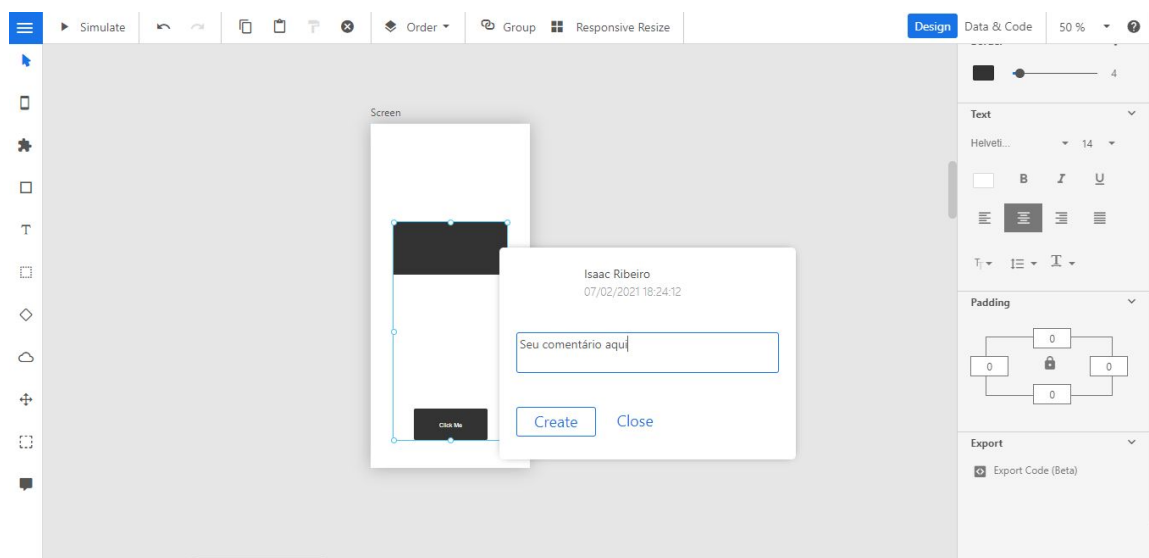 Simulate Order Group Responsive Resize Design Data & Code 50 %
4
Screen
Text
Helveti... 14
B I U
T
Isaac Ribeiro
07/02/2021 18:24:12
Seu comentário aqui
Create Close
Click Me
Padding
0
0 0
0
Export
Export Code (Beta)